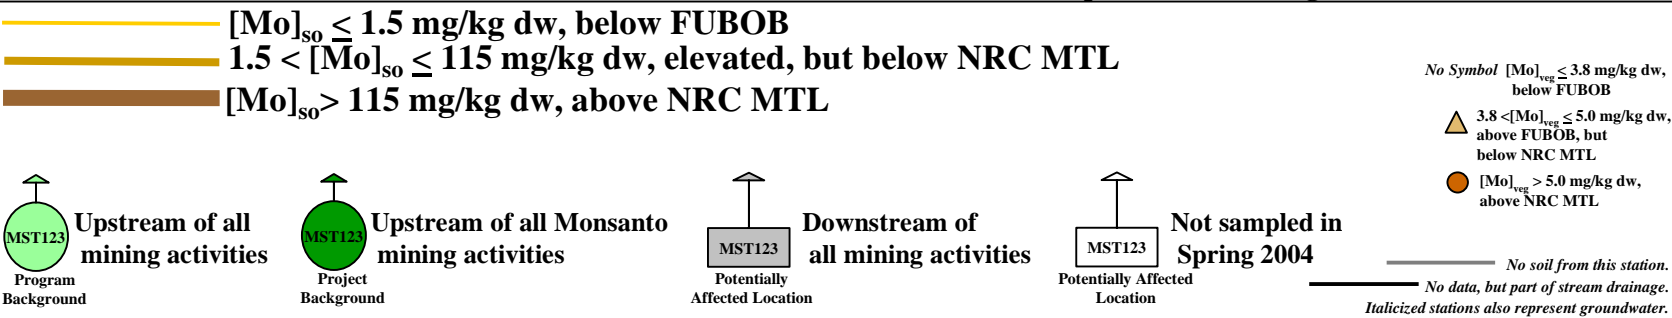 [Mo]so ≤ 1.5 mg/kg dw, below FUBOB
1.5 < [Mo]so ≤ 115 mg/kg dw, elevated, but below NRC MTL
[Mo]so> 115 mg/kg dw, above NRC MTL
No Symbol [Mo]veg ≤ 3.8 mg/kg dw,
below FUBOB
3.8 <[Mo]veg ≤ 5.0 mg/kg dw,
above FUBOB, but
below NRC MTL
[Mo]veg > 5.0 mg/kg dw,
above NRC MTL
MST123
Upstream of all
mining activities
Program
Background
MST123
Upstream of all Monsanto
mining activities
Project
Background
MST123
Downstream of
all mining activities
Potentially
Affected Location
MST123
Not sampled in
Spring 2004
Potentially Affected
Location
No soil from this station.
No data, but part of stream drainage.
Italicized stations also represent groundwater.